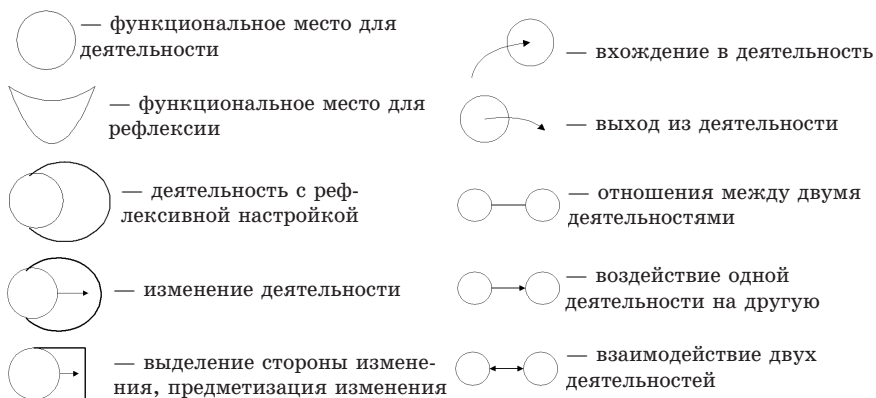 — функциональное место для
деятельности
— функциональное место для
рефлексии
— деятельность с реф-
лексивной настройкой
— изменение деятельности
— выделение стороны измене-
ния, предметизация изменения
— вхождение в деятельность
— выход из деятельности
— отношения между двумя
деятельностями
— воздействие одной
деятельности на другую
— взаимодействие двух
деятельностей